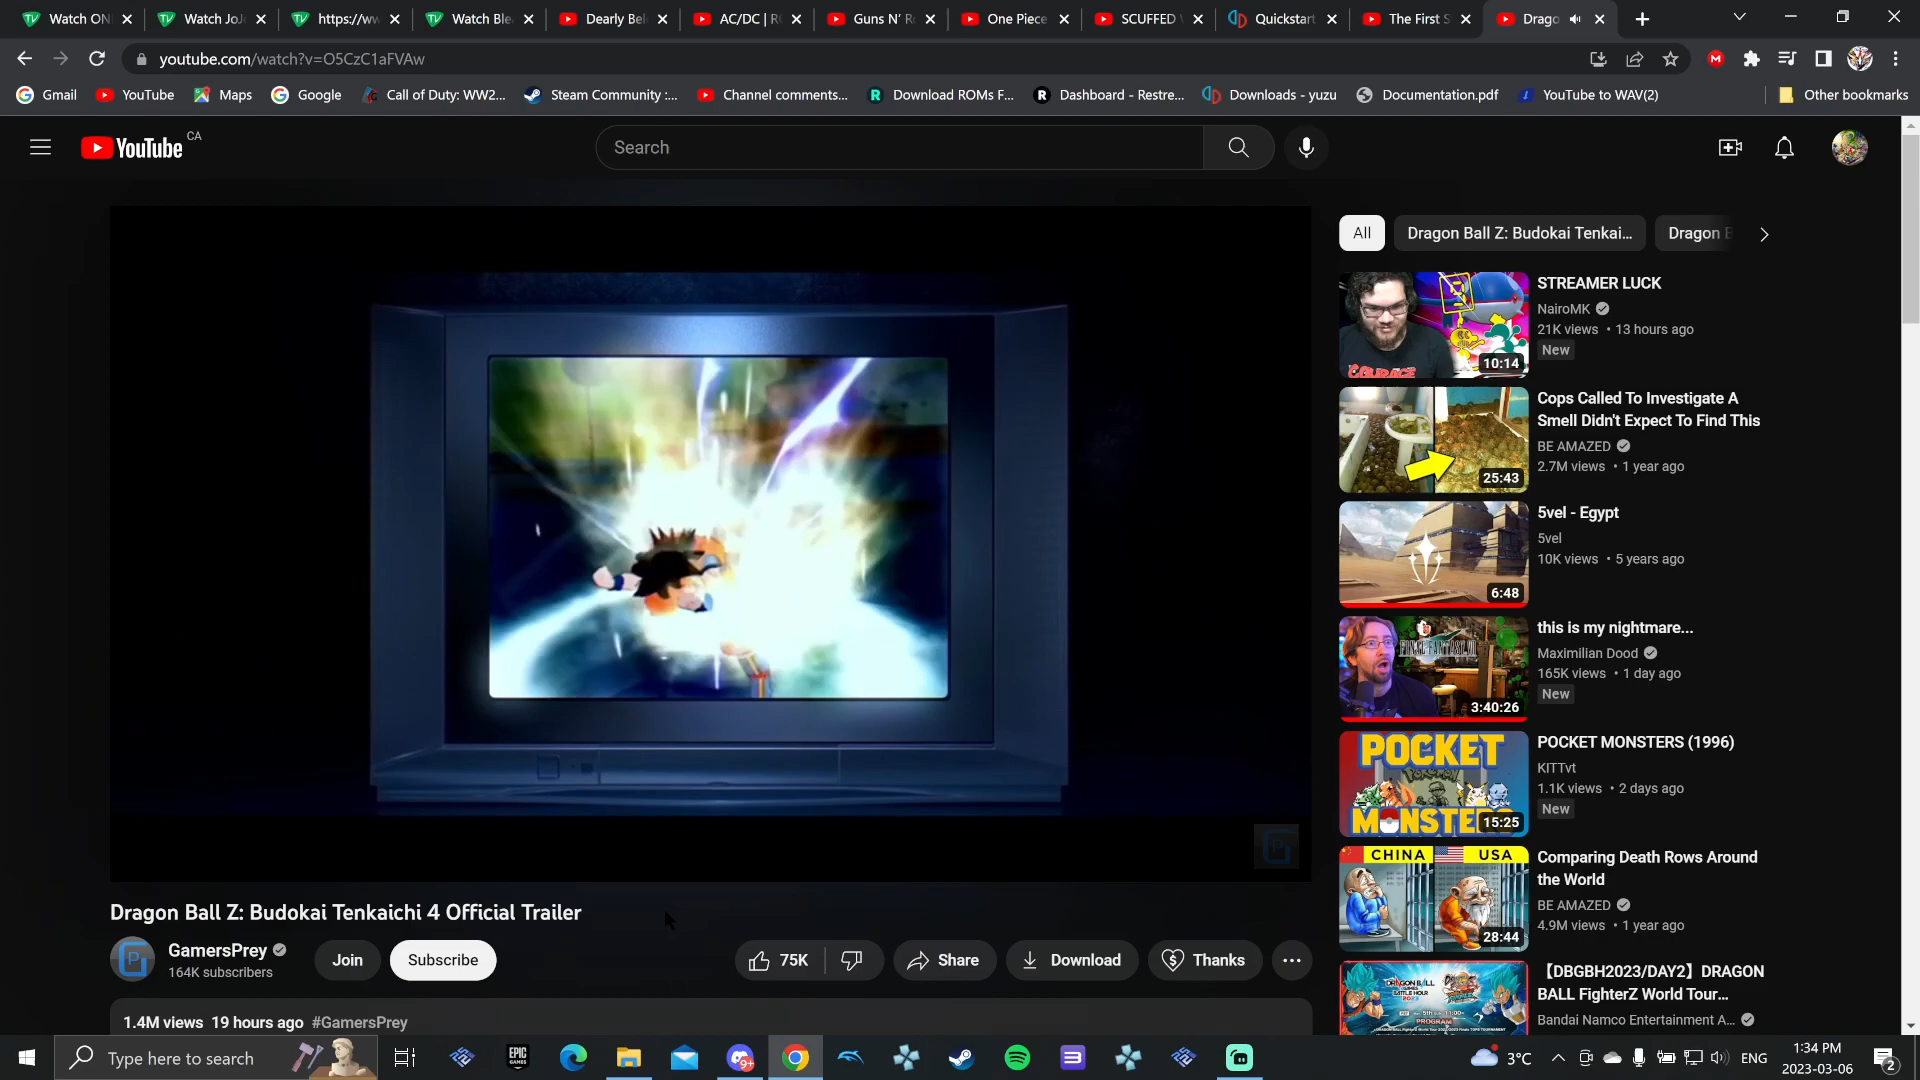 Watch ON
Watch JoJ
https://ww
Watch Ble
Dearly Bel
AC/DC | R
Guns N' R
One Piece
SCUFFED
Quickstart
The First S
Drago
youtube.com/watch?v=O5CzC1aFVAw
Gmail
YouTube
Maps
Google
Call of Duty: WW2...
Steam Community :...
Channel comments...
Download ROMs F...
Dashboard - Restre...
Downloads - yuzu
Documentation.pdf
YouTube to WAV(2)
Other bookmarks
YouTube CA
Search
All
Dragon Ball Z: Budokai Tenkai...
Dragon B
STREAMER LUCK
NairoMK
21K views • 13 hours ago
New
COURAGE
10:14
Cops Called To Investigate A
Smell Didn't Expect To Find This
BE AMAZED
2.7M views • 1 year ago
25:43
5vel - Egypt
5vel
10K views • 5 years ago
6:48
this is my nightmare...
Maximilian Dood
165K views • 1 day ago
New
FINAL FANTASY VII
3:40:26
POCKET MONSTERS (1996)
KITTvt
1.1K views • 2 days ago
New
POCKET
MONSTERS
15:25
Comparing Death Rows Around
the World
BE AMAZED
4.9M views • 1 year ago
CHINA
USA
28:44
【DBGBH2023/DAY2】DRAGON
BALL FighterZ World Tour...
Bandai Namco Entertainment A...
Dragon Ball Z: Budokai Tenkaichi 4 Official Trailer
GamersPrey
164K subscribers
Join
Subscribe
75K
Share
Download
Thanks
1.4M views 19 hours ago #GamersPrey
Type here to search
EPIC
GAMES
9+
3°C
ENG
1:34 PM
2023-03-06
2